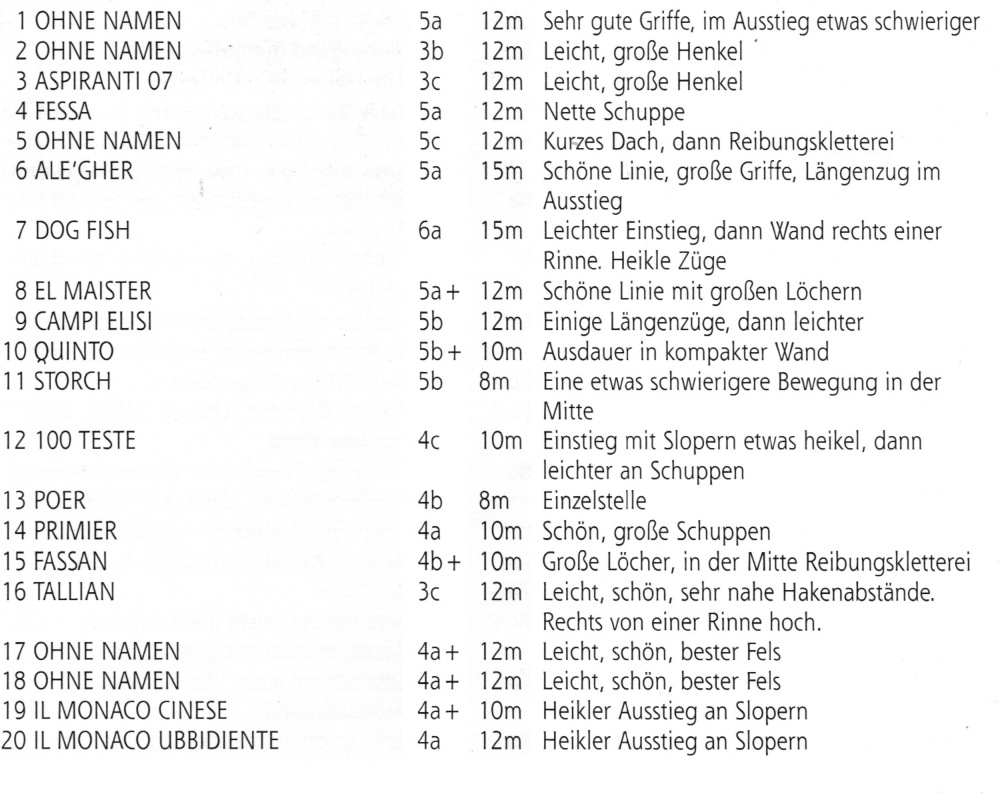 1 OHNE NAMEN 5a 12m Sehr gute Griffe, im Ausstieg etwas schwieriger
2 OHNE NAMEN 3b 12m Leicht, große Henkel
3 ASPIRANTI 07 3c 12m Leicht, große Henkel
4 FESSA 5a 12m Nette Schuppe
5 OHNE NAMEN 5c 12m Kurzes Dach, dann Reibungskletterei
6 ALE'GHER 5a 15m Schöne Linie, große Griffe, Längenzug im
Ausstieg
7 DOG FISH 6a 15m Leichter Einstieg, dann Wand rechts einer
Rinne. Heikle Züge
8 EL MAISTER 5a+ 12m Schöne Linie mit großen Löchern
9 CAMPI ELISI 5b 12m Einige Längenzüge, dann leichter
10 QUINTO 5b+ 10m Ausdauer in kompakter Wand
11 STORCH 5b 8m Eine etwas schwierigere Bewegung in der
Mitte
12 100 TESTE 4c 10m Einstieg mit Slopern etwas heikel, dann
leichter an Schuppen
13 POER 4b 8m Einzelstelle
14 PRIMIER 4a 10m Schön, große Schuppen
15 FASSAN 4b+ 10m Große Löcher, in der Mitte Reibungskletterei
16 TALLIAN 3c 12m Leicht, schön, sehr nahe Hakenabstände.
Rechts von einer Rinne hoch.
17 OHNE NAMEN 4a+ 12m Leicht, schön, bester Fels
18 OHNE NAMEN 4a+ 12m Leicht, schön, bester Fels
19 IL MONACO CINESE 4a+ 10m Heikler Ausstieg an Slopern
20 IL MONACO UBBIDIENTE 4a 12m Heikler Ausstieg an Slopern